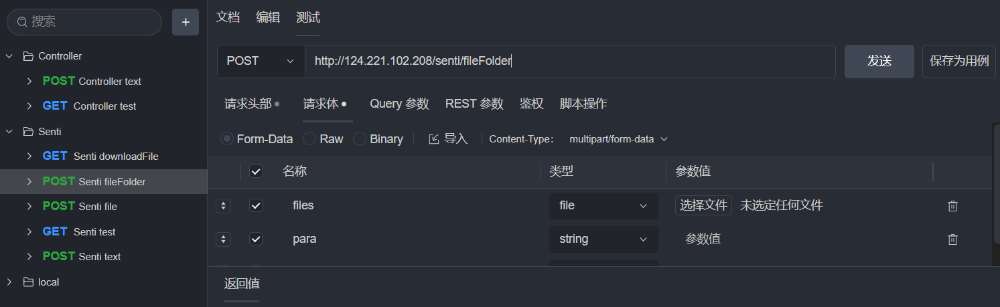 搜索
+
Controller
POST Controller text
GET Controller test
Senti
GET Senti downloadFile
POST Senti fileFolder
POST Senti file
GET Senti test
POST Senti text
local
文档 编辑 测试
POST http://124.221.102.208/senti/fileFolder 发送 保存为用例
请求头部 请求体 Query 参数 REST 参数 鉴权 脚本操作
Form-Data Raw Binary 导入 Content-Type： multipart/form-data
名称 类型 参数值
files file 选择文件 未选定任何文件
para string 参数值
返回值